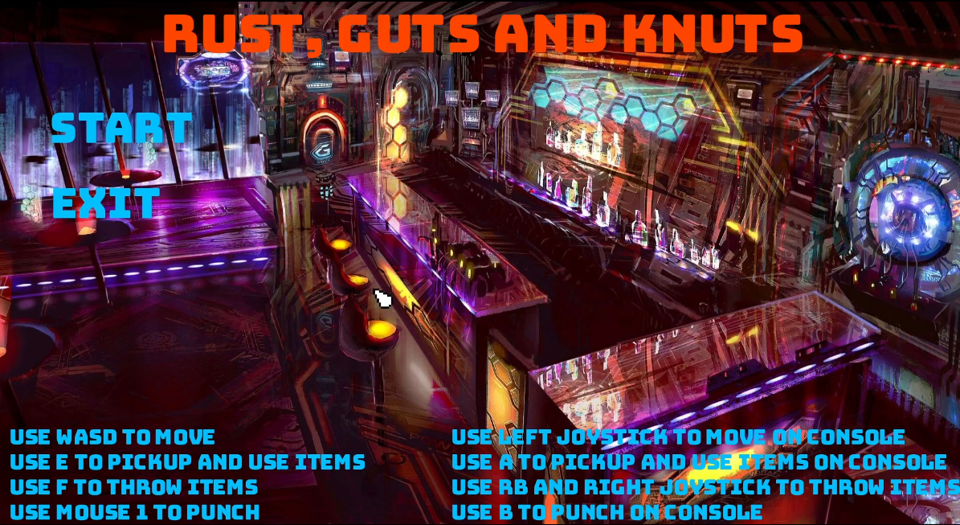 RUST, GUTS AND KNUTS
START
EXIT
USE WASD TO MOVE
USE E TO PICKUP AND USE ITEMS
USE F TO THROW ITEMS
USE MOUSE 1 TO PUNCH
USE LEFT JOYSTICK TO MOVE ON CONSOLE
USE A TO PICKUP AND USE ITEMS ON CONSOLE
USE RB AND RIGHT JOYSTICK TO THROW ITEMS
USE B TO PUNCH ON CONSOLE